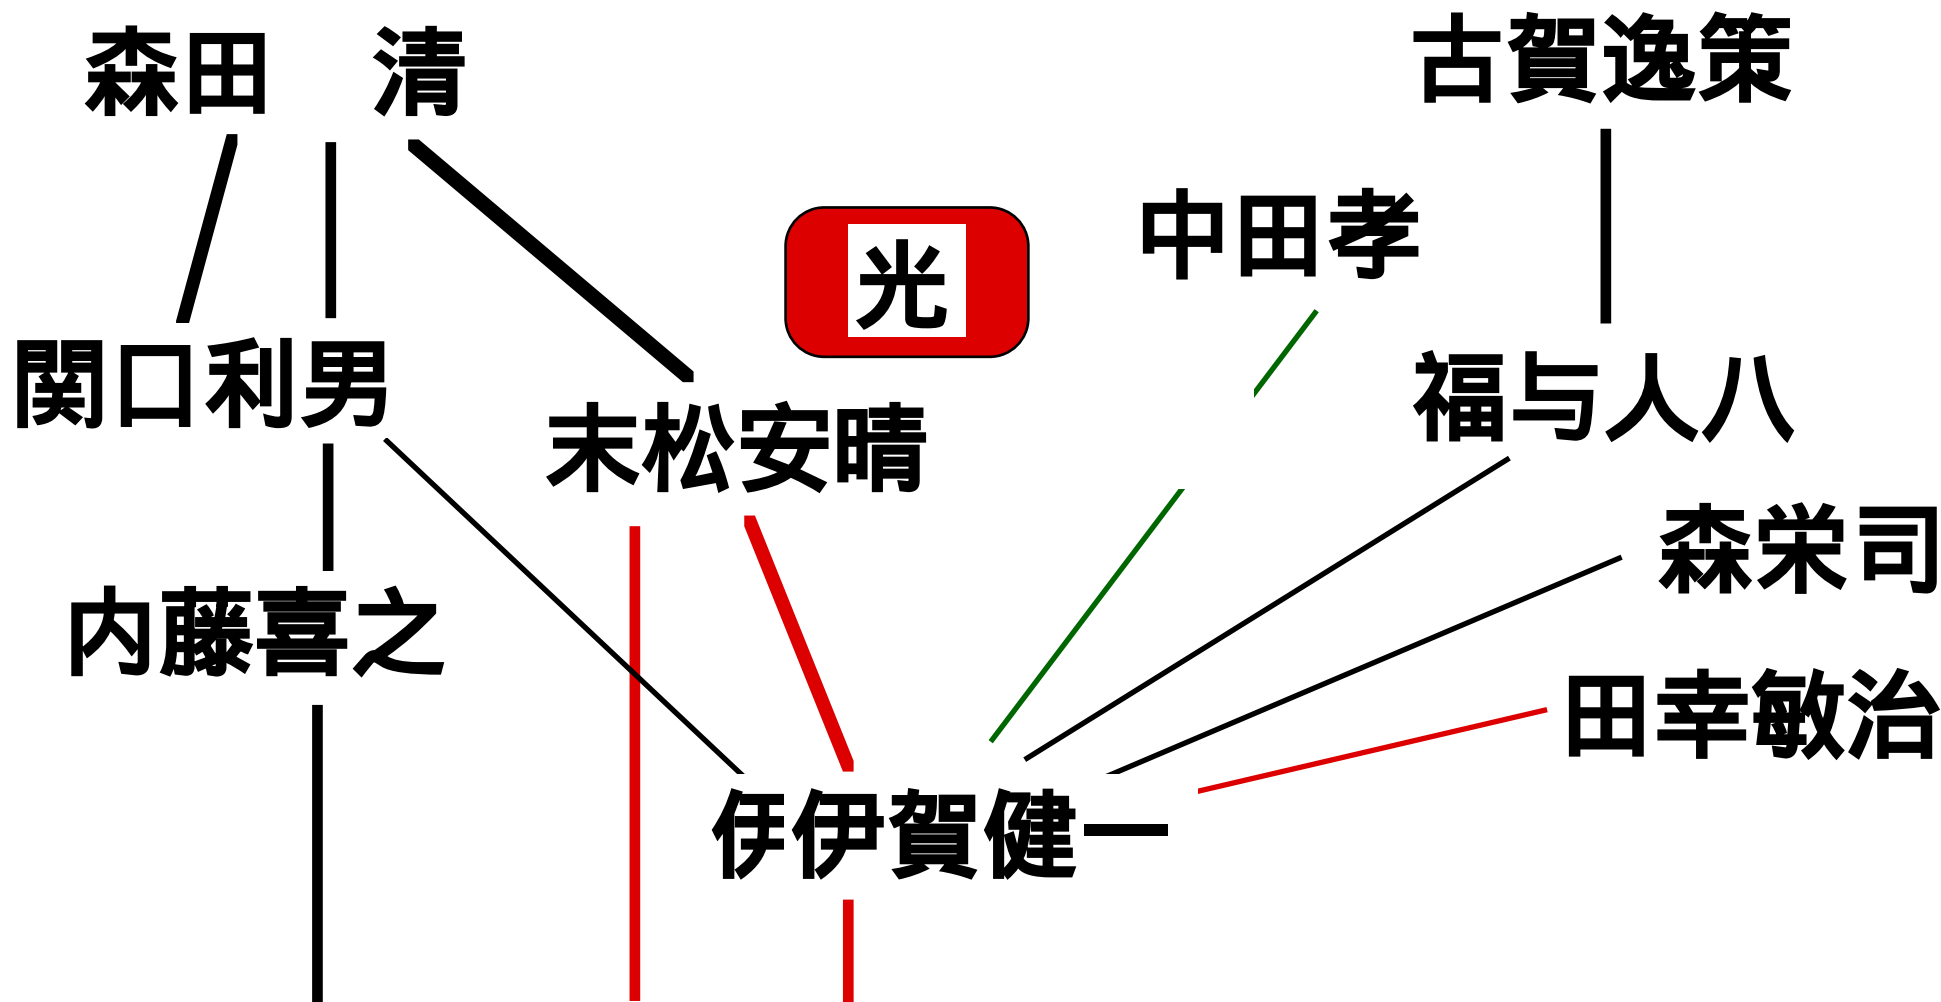 森田　清
古賀逸策
中田孝
光
関口利男
福与人八
末松安晴
森栄司
内藤喜之
田幸敏治
伊伊賀健一